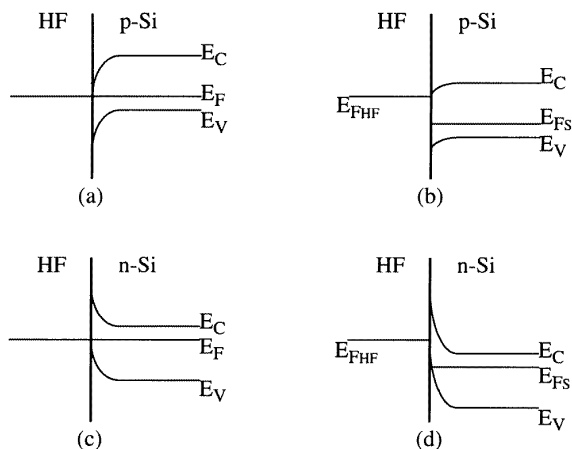 HF p-Si
E_C
E_F
E_V
(a)
HF p-Si
E_C
E_FHF
E_Fs
E_V
(b)
HF n-Si
E_C
E_F
E_V
(c)
HF n-Si
E_FHF
E_C
E_Fs
E_V
(d)